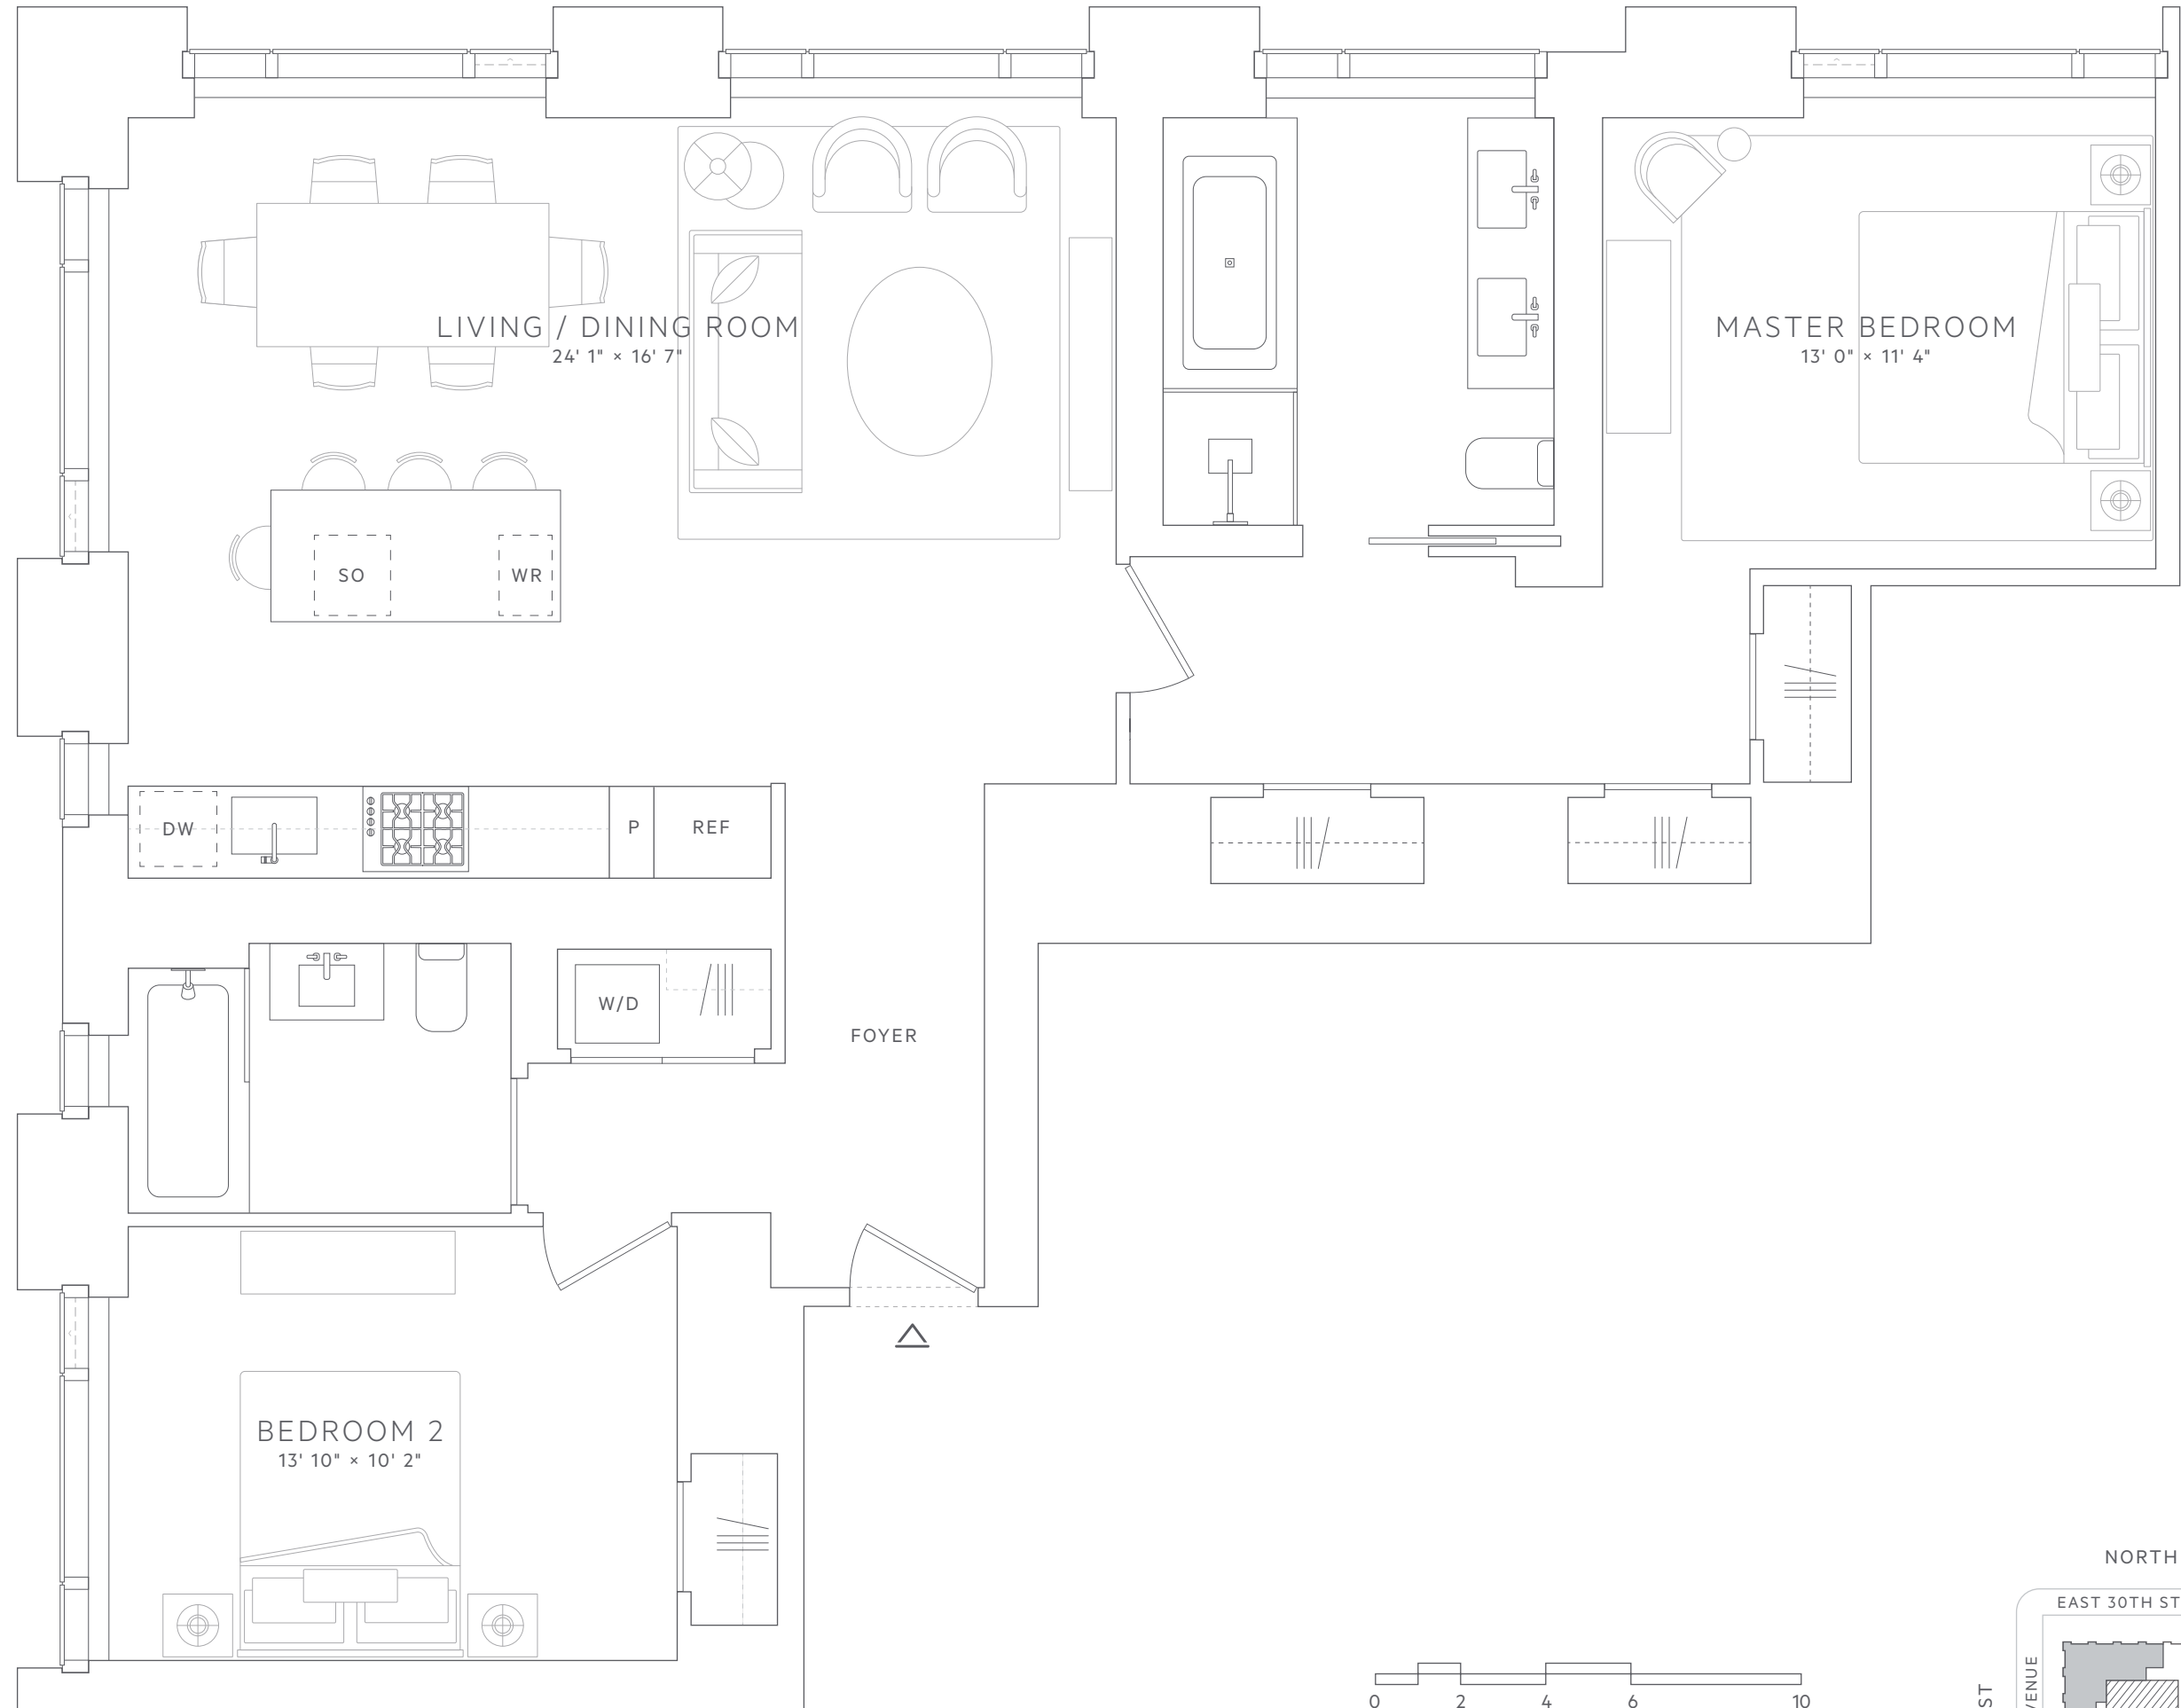 LIVING / DINING ROOM
24' 1" × 16' 7"
MASTER BEDROOM
13' 0" × 11' 4"
SO
WR
DW
P
REF
W/D
FOYER
BEDROOM 2
13' 10" × 10' 2"
NORTH
EAST 30TH ST
0 2 4 6 10